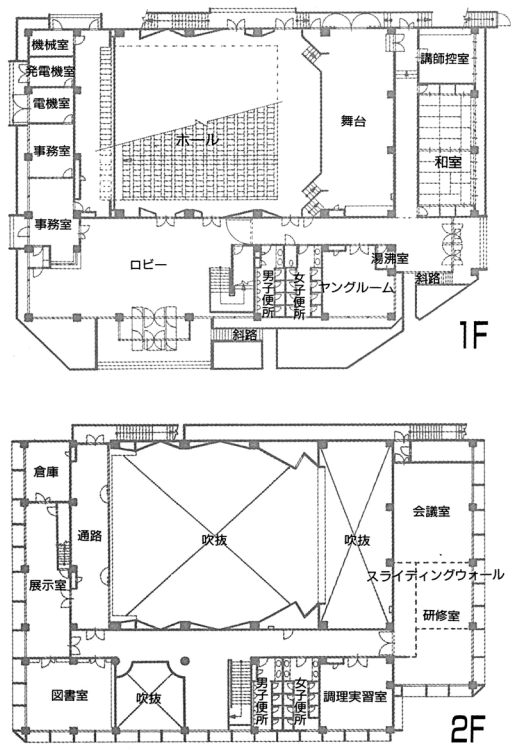 機械室
発電機室
電機室
事務室
事務室
ホール
舞台
講師控室
和室
ロビー
男子便所
女子便所
ヤングルーム
湯沸室
斜路
斜路
1F
倉庫
通路
展示室
吹抜
吹抜
会議室
スライディングウォール
研修室
図書室
吹抜
男子便所
女子便所
調理実習室
2F